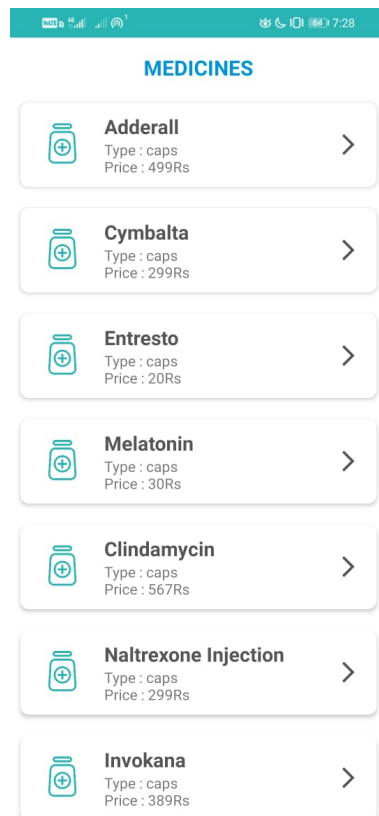 64 7:28
MEDICINES
Adderall
Type : caps
Price : 499Rs
Cymbalta
Type : caps
Price : 299Rs
Entresto
Type : caps
Price : 20Rs
Melatonin
Type : caps
Price : 30Rs
Clindamycin
Type : caps
Price : 567Rs
Naltrexone Injection
Type : caps
Price : 299Rs
Invokana
Type : caps
Price : 389Rs